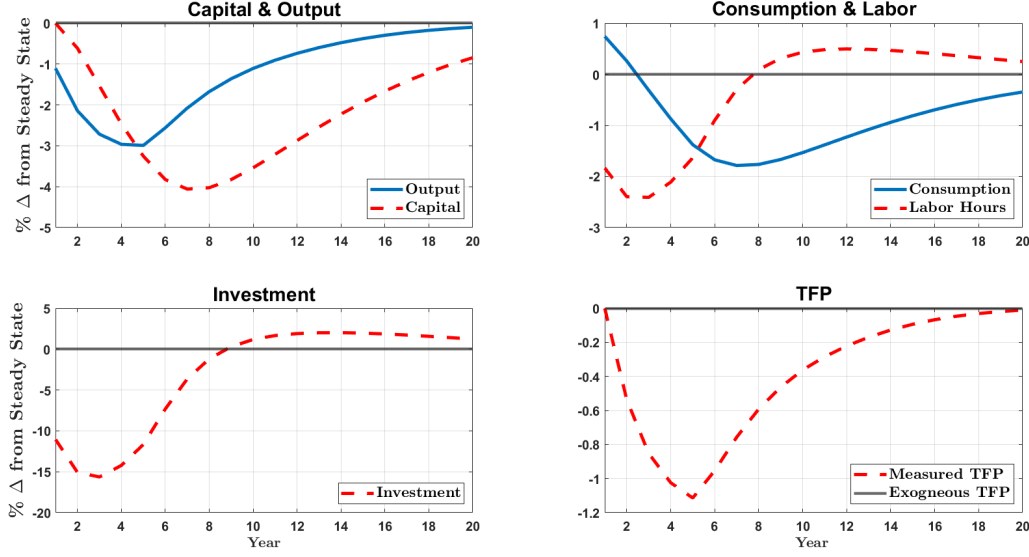 Capital & Output
% Δ from Steady State
0
-1
-2
-3
-4
-5
2 4 6 8 10 12 14 16 18 20
Output
Capital
Consumption & Labor
1
0
-1
-2
-3
2 4 6 8 10 12 14 16 18 20
Consumption
Labor Hours
Investment
% Δ from Steady State
5
0
-5
-10
-15
-20
2 4 6 8 10 12 14 16 18 20
Year
Investment
TFP
0
-0.2
-0.4
-0.6
-0.8
-1
-1.2
2 4 6 8 10 12 14 16 18 20
Year
Measured TFP
Exogneous TFP